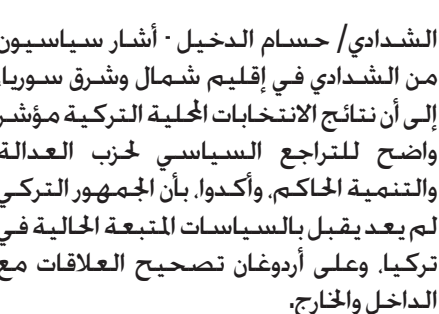 الشدادي/ حسام الدخيل - أشار سياسيون
من الشدادي في إقليم شمال وشرق سوريا،
إلى أن نتائج الانتخابات المحلية التركية مؤشر
واضح للتراجع السياسي لحزب العدالة
والتنمية الحاكم، وأكدوا، بأن الجمهور التركي
لم يعد يقبل بالسياسات المتبعة الحالية في
تركيا، وعلى أردوغان تصحيح العلاقات مع
الداخل والخارج.